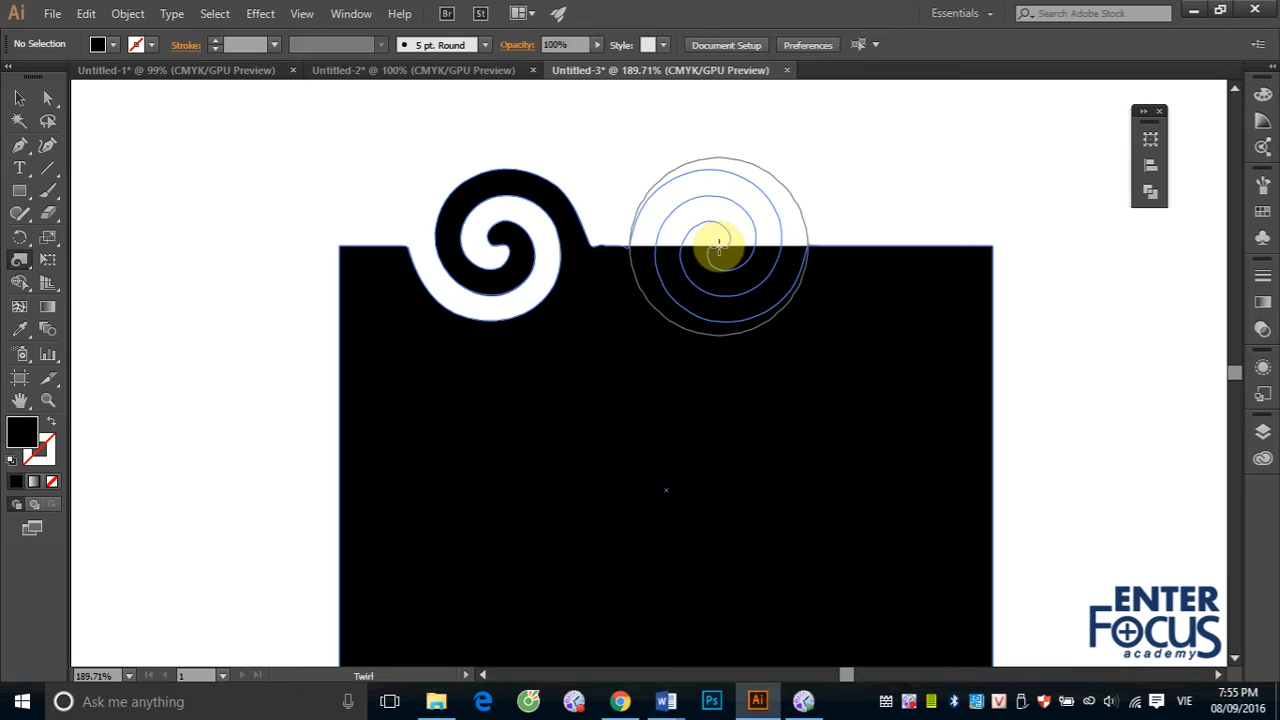 Ai File Edit Object Type Select Effect View Window Help Br St Essentials Search Adobe Stock
No Selection Stroke: 5 pt. Round Opacity: 100% Style: Document Setup Preferences
Untitled-1* @ 99% (CMYK/GPU Preview) Untitled-2* @ 100% (CMYK/GPU Preview) Untitled-3* @ 189.71% (CMYK/GPU Preview)
ENTER
FOCUS
academy
189.71% 1 Twirl
Ask me anything Ps Ai VIE 7:55 PM
08/09/2016